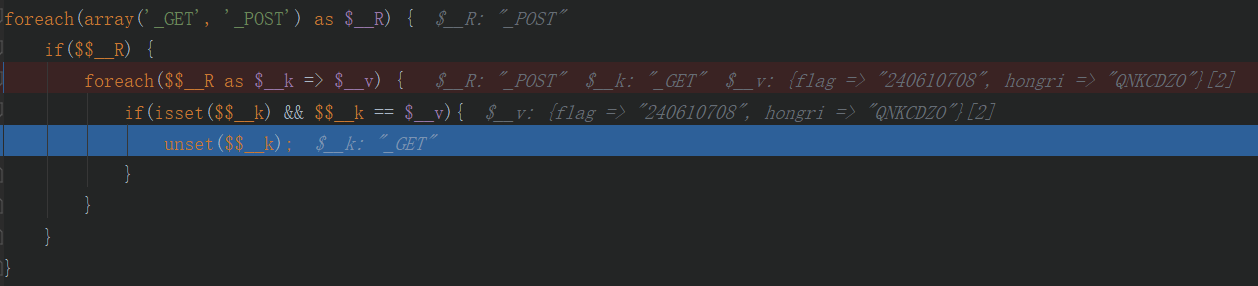 foreach(array('_GET', '_POST') as $__R) { $__R: "_POST"
if($$__R) {
foreach($$__R as $__k => $__v) { $__R: "_POST" $__k: "_GET" $__v: {flag => "240610708", hongri => "QNKCDZO"}[2]
if(isset($$__k) && $$__k == $__v){ $__v: {flag => "240610708", hongri => "QNKCDZO"}[2]
unset($$__k); $__k: "_GET"
}
}
}
}